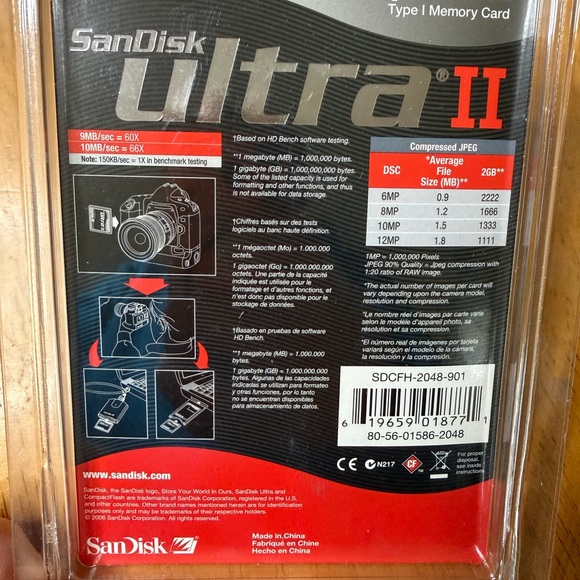 Type I Memory Card
SanDisk
ultra® II
9MB/sec = 60X
10MB/sec = 66X
Note: 150KB/sec = 1X in benchmark testing
†Based on HD Bench software testing.
**1 megabyte (MB) = 1,000,000 bytes.
1 gigabyte (GB) = 1,000,000,000 bytes.
Some of the listed capacity is used for
formatting and other functions, and thus
is not available for data storage.
†Chiffres basés sur des tests
logiciels au banc haute définition.
**1 mégaoctet (Mo) = 1.000.000
octets.
1 gigaoctet (Go) = 1.000.000.000
octets. Une partie de la capacité
indiquée est utilisée pour le
formatage et d'autres fonctions, et
n'est donc pas disponible pour le
stockage de données.
†Basado en pruebas de software
HD Bench.
**1 megabyte (MB) = 1.000.000
bytes.
1 gigabyte (GB) = 1.000.000.000
bytes. Algunas de las capacidades
indicadas se utilizan para formateo
y otras funciones, por lo tanto
no se encuentran disponibles
para almacenamiento de datos.
Compressed JPEG
DSC *Average File Size (MB)** 2GB**
6MP 0.9 2222
8MP 1.2 1666
10MP 1.5 1333
12MP 1.8 1111
1MP = 1,000,000 Pixels
JPEG 90% Quality = Jpeg compression with
1:20 ratio of RAW image.
*The actual number of images per card will
vary depending upon the camera model,
resolution and compression.
*Le nombre réel d'images par carte varie
selon le modèle d'appareil photo, sa
résolution et sa compression.
*El número real de imágenes por tarjeta
variará según el modelo de la cámara,
la resolución y la compresión.
SDCFH-2048-901
6 19659 01877 1
80-56-01586-2048
CE N217 CF
For proper
disposal,
see inside
instructions.
www.sandisk.com
SanDisk, the SanDisk logo, Store Your World In Ours, SanDisk Ultra and
CompactFlash are trademarks of SanDisk Corporation, registered in the U.S.
and other countries. Other brand names mentioned herein are for identification
purposes only and may be trademarks of their respective holders.
© 2006 SanDisk Corporation. All rights reserved.
SanDisk
Made in China
Fabriqué en Chine
Hecho en China